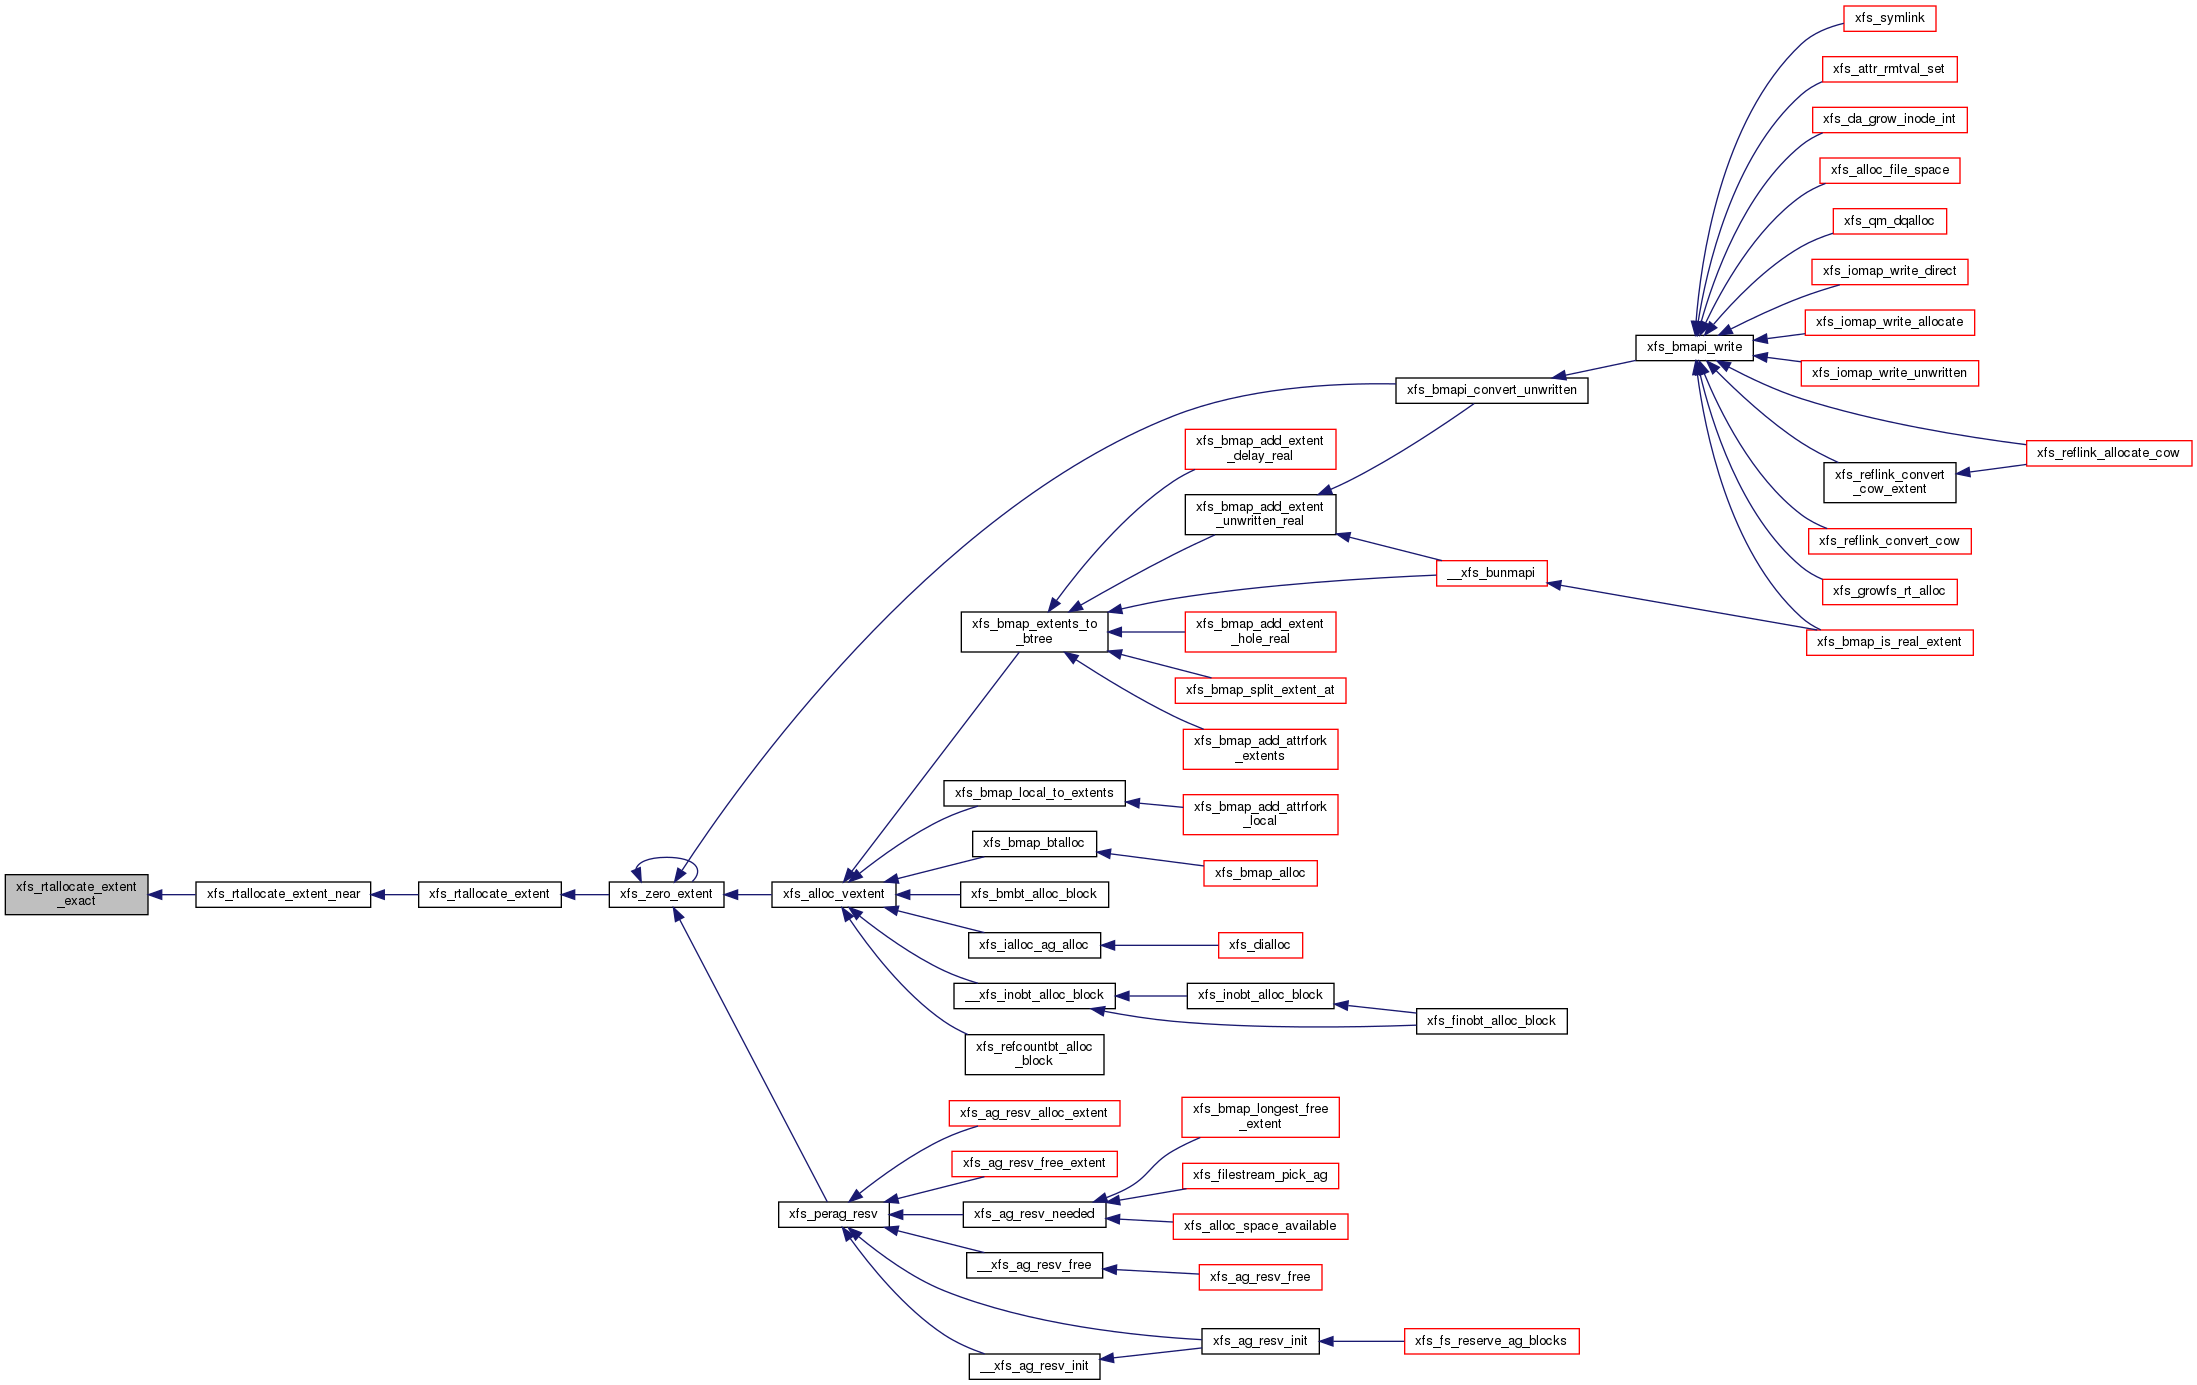 xfs_symlink
xfs_attr_rmtval_set
xfs_da_grow_inode_int
xfs_alloc_file_space
xfs_qm_dqalloc
xfs_iomap_write_direct
xfs_iomap_write_allocate
xfs_bmapi_write
xfs_iomap_write_unwritten
xfs_bmapi_convert_unwritten
xfs_bmap_add_extent
_delay_real
xfs_reflink_allocate_cow
xfs_reflink_convert
_cow_extent
xfs_bmap_add_extent
_unwritten_real
xfs_reflink_convert_cow
__xfs_bunmapi
xfs_growfs_rt_alloc
xfs_bmap_extents_to
_btree
xfs_bmap_add_extent
_hole_real
xfs_bmap_is_real_extent
xfs_bmap_split_extent_at
xfs_bmap_add_attrfork
_extents
xfs_bmap_local_to_extents
xfs_bmap_add_attrfork
_local
xfs_bmap_btalloc
xfs_bmap_alloc
xfs_rtallocate_extent
_exact
xfs_rtallocate_extent_near
xfs_rtallocate_extent
xfs_zero_extent
xfs_alloc_vextent
xfs_bmbt_alloc_block
xfs_ialloc_ag_alloc
xfs_dialloc
__xfs_inobt_alloc_block
xfs_inobt_alloc_block
xfs_finobt_alloc_block
xfs_refcountbt_alloc
_block
xfs_ag_resv_alloc_extent
xfs_bmap_longest_free
_extent
xfs_ag_resv_free_extent
xfs_filestream_pick_ag
xfs_perag_resv
xfs_ag_resv_needed
xfs_alloc_space_available
__xfs_ag_resv_free
xfs_ag_resv_free
xfs_ag_resv_init
xfs_fs_reserve_ag_blocks
__xfs_ag_resv_init